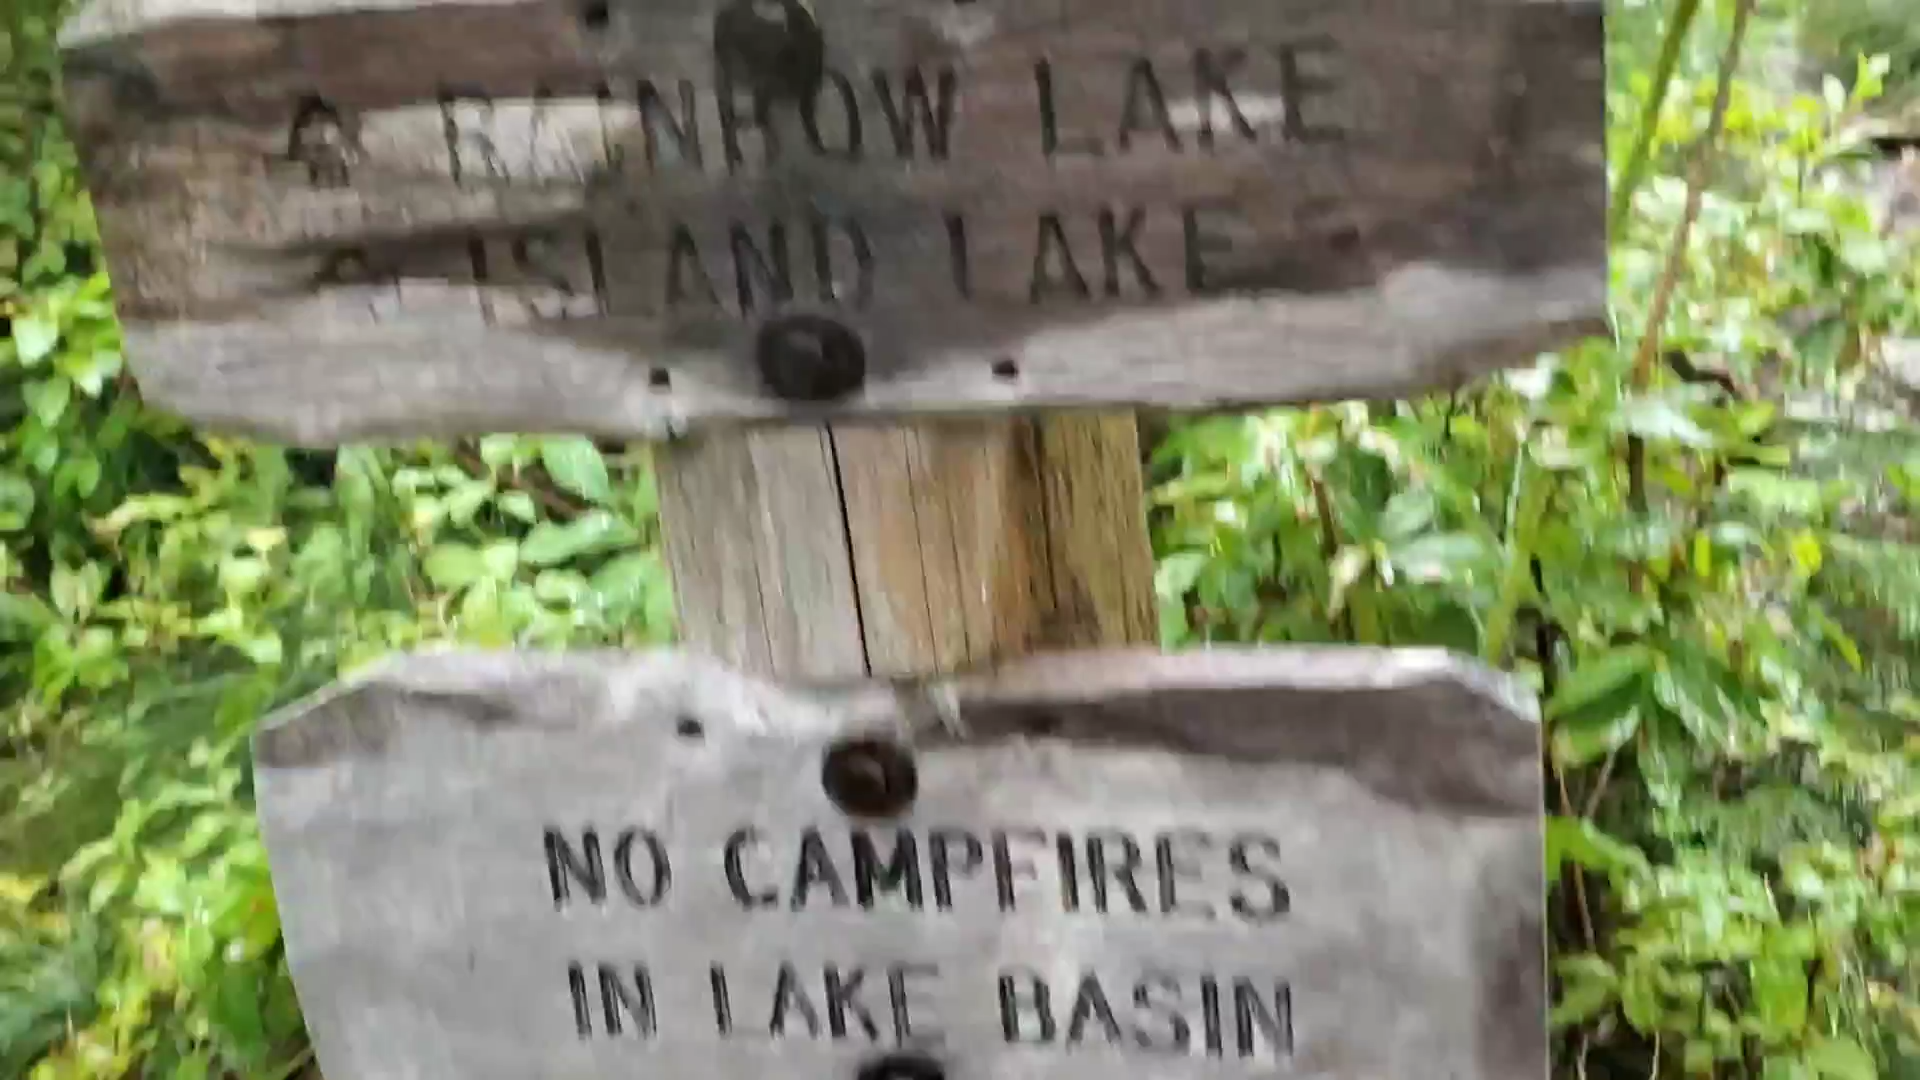 RAINBOW LAKE
ISLAND LAKE
NO CAMPFIRES
IN LAKE BASIN